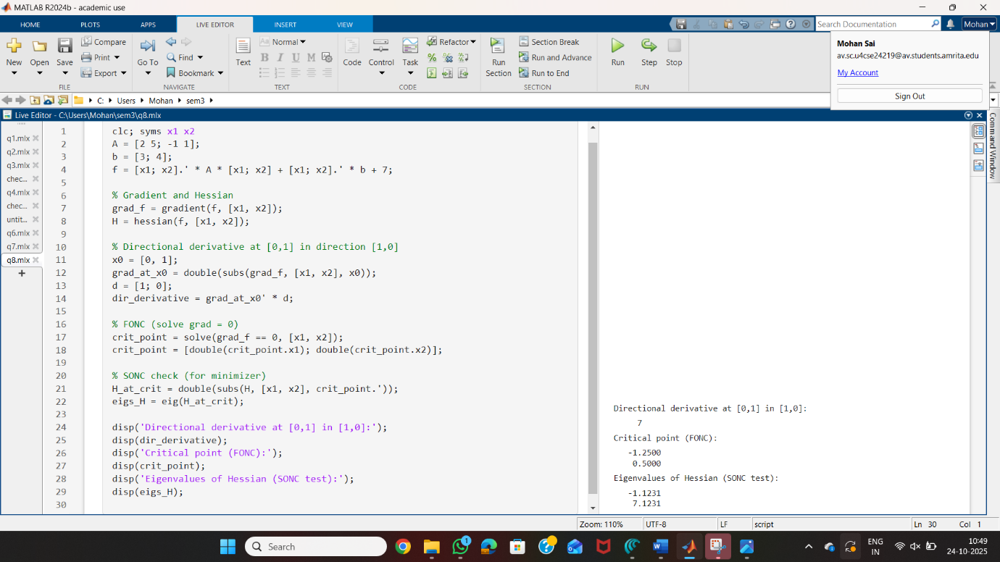 MATLAB R2024b - academic use
HOME PLOTS APPS LIVE EDITOR INSERT VIEW
Search Documentation
Mohan
Mohan Sai
av.sc.u4cse24219@av.students.amrita.edu
My Account
Sign Out
New Open Save
Compare
Print
Export
FILE
Go To
Find
Bookmark
NAVIGATE
Text
Aa Normal
B I U M
TEXT
Code Control Task
Refactor
CODE
Run Section
Section Break
Run and Advance
Run to End
SECTION
Run Step Stop
RUN
C: Users Mohan sem3
Live Editor - C:\Users\Mohan\sem3\q8.mlx
Command Window
q1.mlx
q2.mlx
q3.mlx
chec...
q4.mlx
chec...
untit...
q6.mlx
q7.mlx
q8.mlx
+
1 clc; syms x1 x2
2 A = [2 5; -1 1];
3 b = [3; 4];
4 f = [x1; x2].' * A * [x1; x2] + [x1; x2].' * b + 7;
5
6 % Gradient and Hessian
7 grad_f = gradient(f, [x1, x2]);
8 H = hessian(f, [x1, x2]);
9
10 % Directional derivative at [0,1] in direction [1,0]
11 x0 = [0, 1];
12 grad_at_x0 = double(subs(grad_f, [x1, x2], x0));
13 d = [1; 0];
14 dir_derivative = grad_at_x0' * d;
15
16 % FONC (solve grad = 0)
17 crit_point = solve(grad_f == 0, [x1, x2]);
18 crit_point = [double(crit_point.x1); double(crit_point.x2)];
19
20 % SONC check (for minimizer)
21 H_at_crit = double(subs(H, [x1, x2], crit_point.'));
22 eigs_H = eig(H_at_crit);
23
24 disp('Directional derivative at [0,1] in [1,0]:');
25 disp(dir_derivative);
26 disp('Critical point (FONC):');
27 disp(crit_point);
28 disp('Eigenvalues of Hessian (SONC test):');
29 disp(eigs_H);
30
Directional derivative at [0,1] in [1,0]:
7
Critical point (FONC):
-1.2500
0.5000
Eigenvalues of Hessian (SONC test):
-1.1231
7.1231
Zoom: 110% UTF-8 LF script Ln 30 Col 1
Search
1
ENG
IN
10:49
24-10-2025